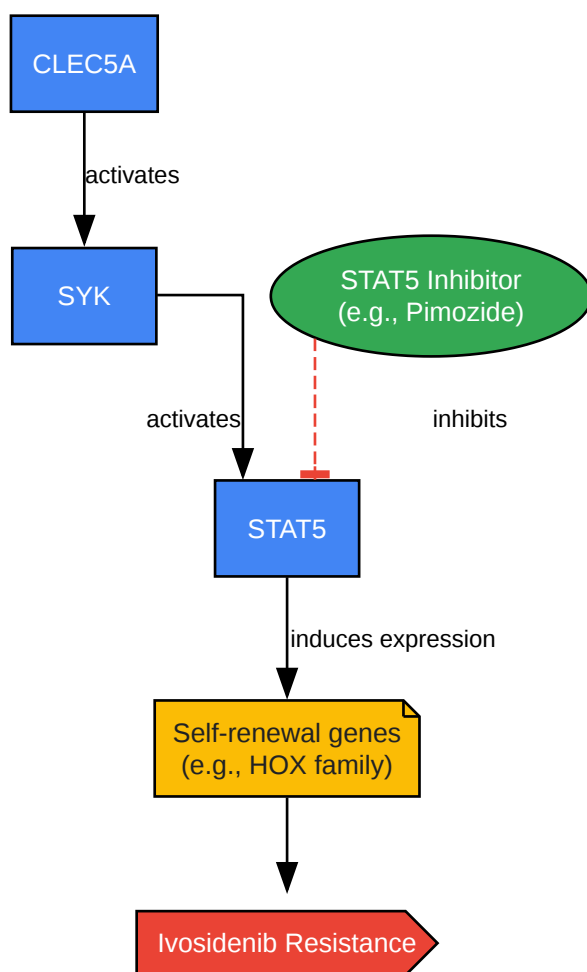 CLEC5A
activates
SYK
STAT5 Inhibitor
(e.g., Pimozide)
activates
inhibits
STAT5
induces expression
Self-renewal genes
(e.g., HOX family)
Ivosidenib Resistance